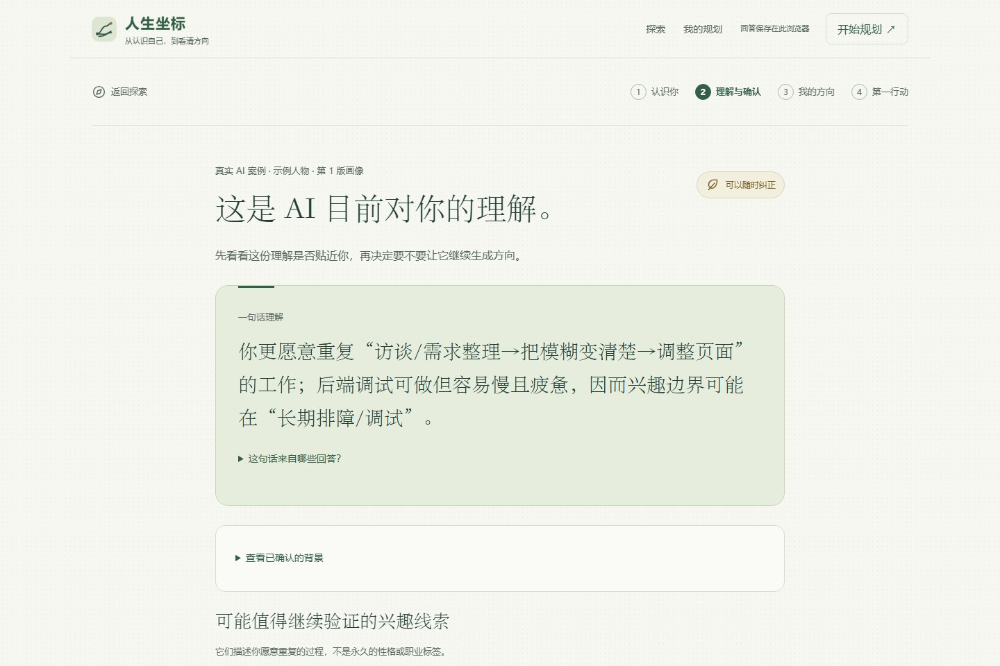 人生坐标
从认识自己，到看清方向
探索
我的规划
回答保存在此浏览器
开始规划 ↗
返回探索
1 认识你
2 理解与确认
3 我的方向
4 第一行动
真实 AI 案例 · 示例人物 · 第 1 版画像
可以随时纠正
这是 AI 目前对你的理解。
先看看这份理解是否贴近你，再决定要不要让它继续生成方向。
一句话理解
你更愿意重复“访谈/需求整理→把模糊变清楚→调整页面”
的工作；后端调试可做但容易慢且疲惫，因而兴趣边界可能
在“长期排障/调试”。
▶ 这句话来自哪些回答？
▶ 查看已确认的背景
可能值得继续验证的兴趣线索
它们描述你愿意重复的过程，不是永久的性格或职业标签。